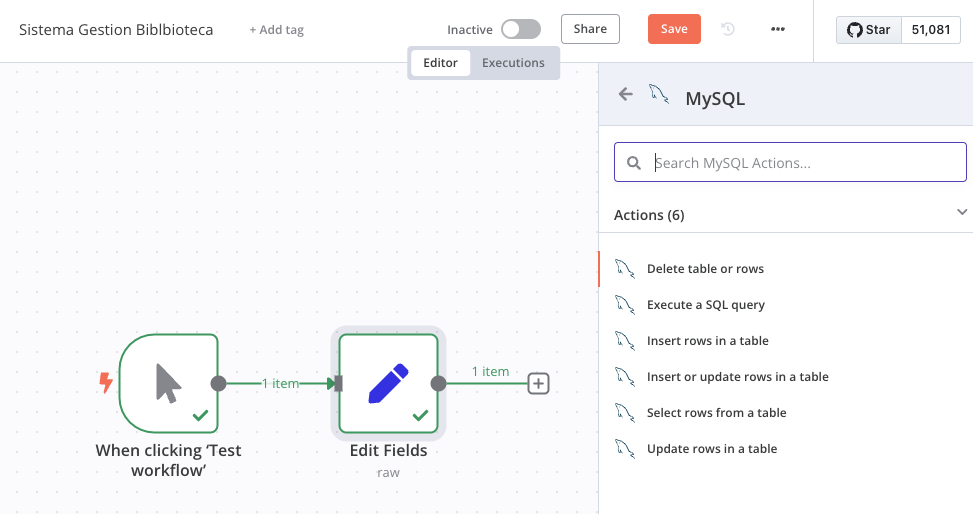 Sistema Gestion Biblbioteca
+ Add tag
Inactive
Share
Save
Star
51,081
Editor
Executions
MySQL
Search MySQL Actions...
Actions (6)
Delete table or rows
Execute a SQL query
Insert rows in a table
Insert or update rows in a table
Select rows from a table
Update rows in a table
1 item
1 item
When clicking ‘Test
workflow’
Edit Fields
raw